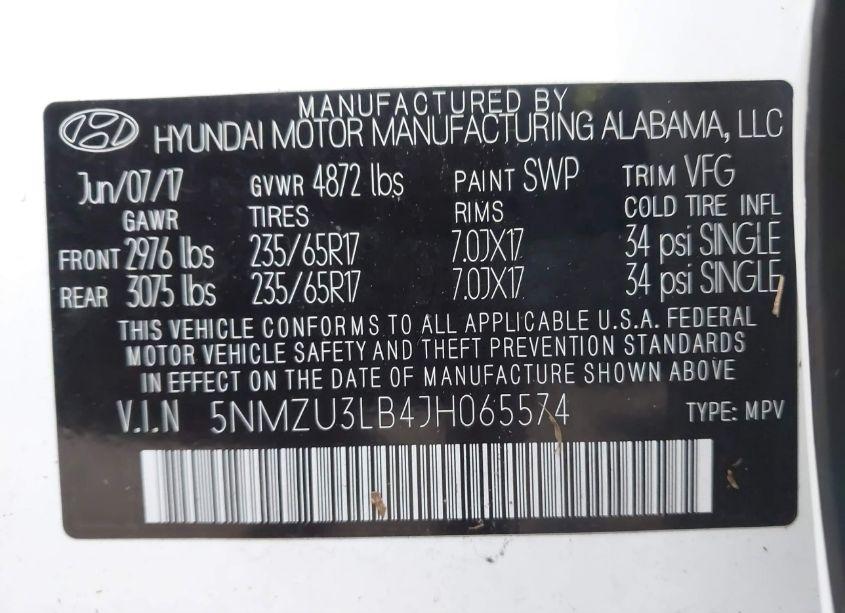 MANUFACTURED BY
HYUNDAI MOTOR MANUFACTURING ALABAMA, LLC
Jun/07/17 GVWR 4872 lbs PAINT SWP TRIM VFG
GAWR TIRES RIMS COLD TIRE INFL
FRONT 2976 lbs 235/65R17 7.0JX17 34 psi SINGLE
REAR 3075 lbs 235/65R17 7.0JX17 34 psi SINGLE
THIS VEHICLE CONFORMS TO ALL APPLICABLE U.S.A. FEDERAL
MOTOR VEHICLE SAFETY AND THEFT PREVENTION STANDARDS
IN EFFECT ON THE DATE OF MANUFACTURE SHOWN ABOVE
V.I.N 5NMZU3LB4JH065574 TYPE: MPV